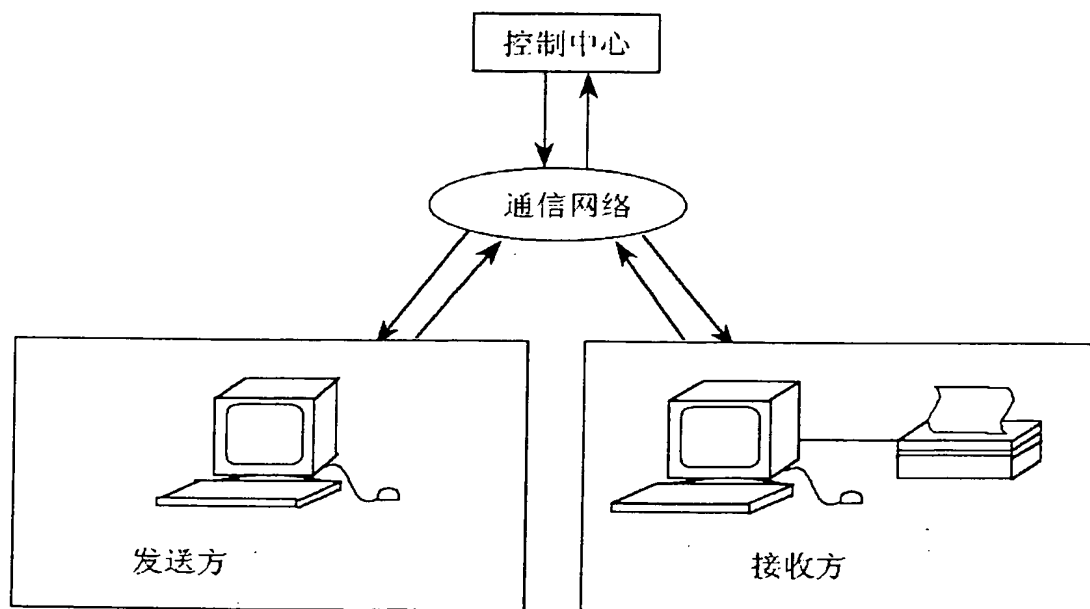 控制中心
通信网络
发送方
接收方